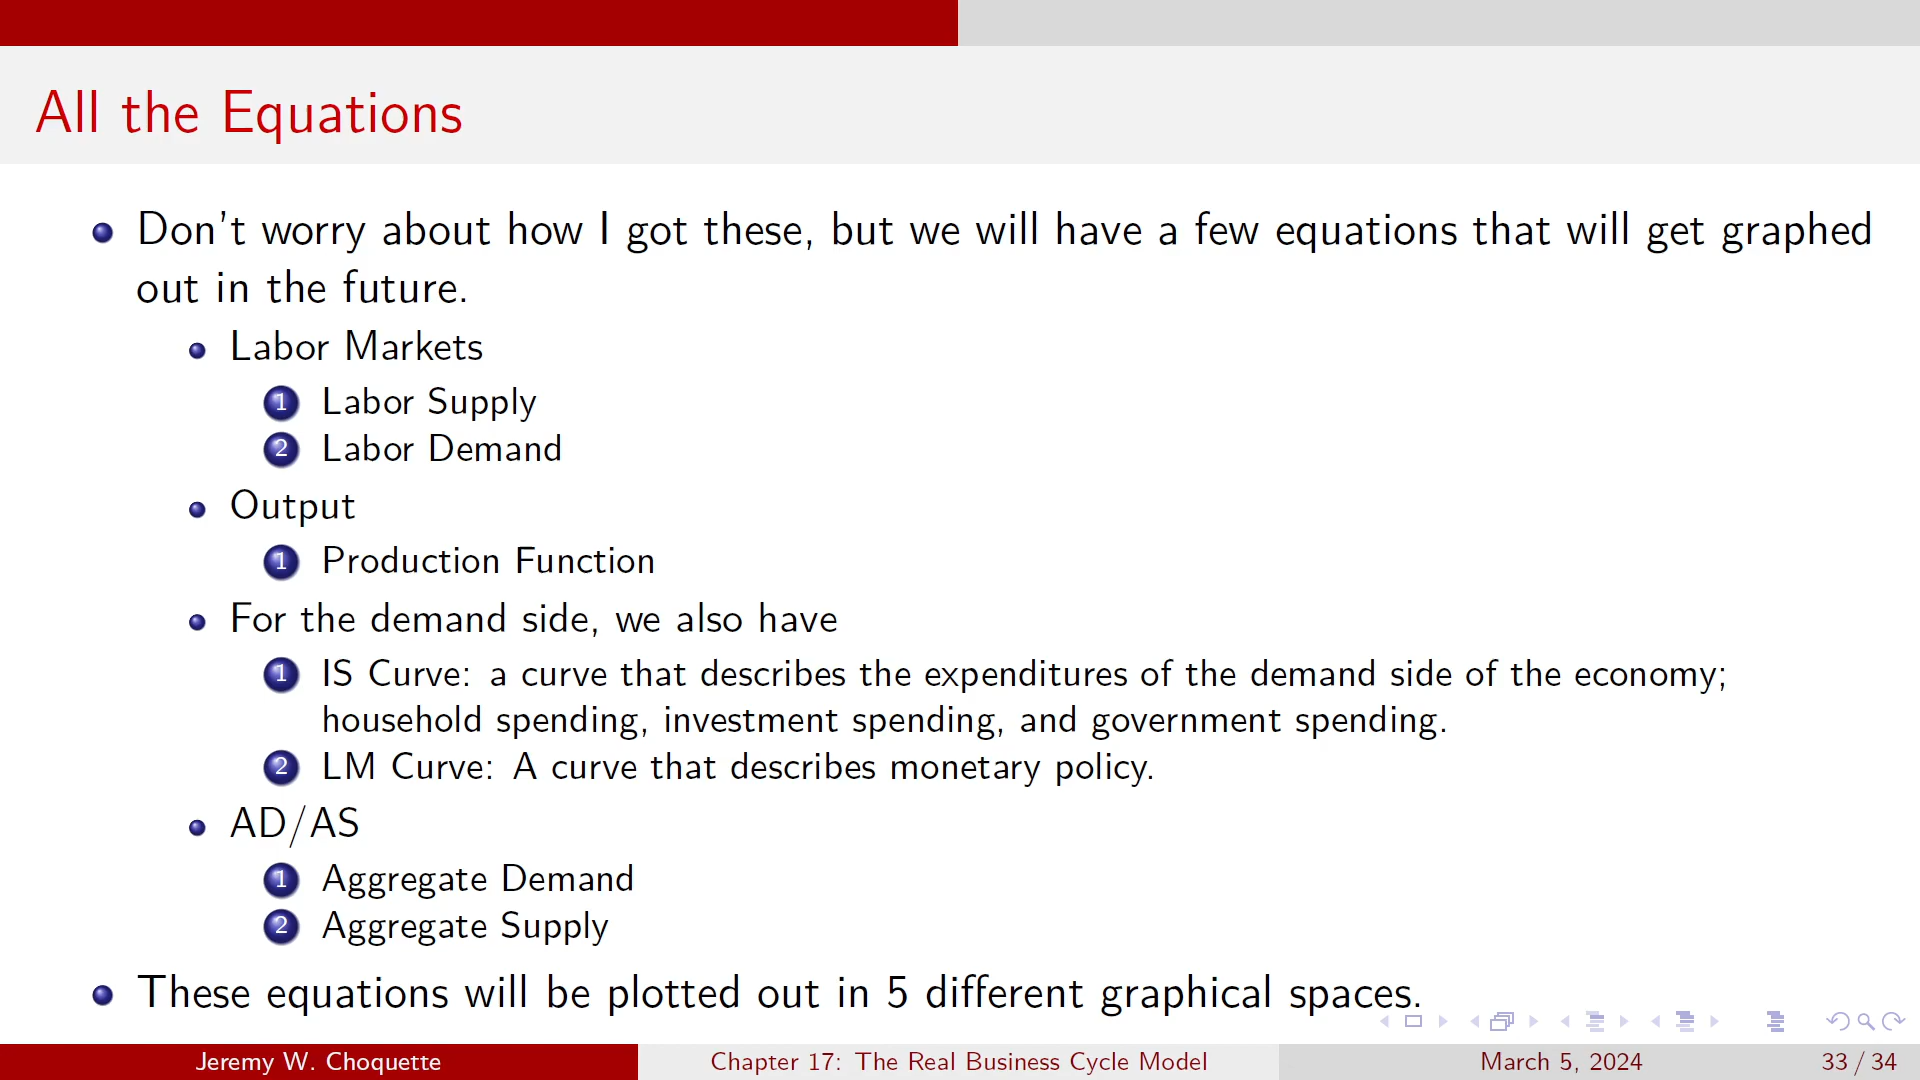 All the Equations
Don't worry about how I got these, but we will have a few equations that will get graphed
out in the future.
Labor Markets
1 Labor Supply
2 Labor Demand
Output
1 Production Function
For the demand side, we also have
1 IS Curve: a curve that describes the expenditures of the demand side of the economy;
household spending, investment spending, and government spending.
2 LM Curve: A curve that describes monetary policy.
AD/AS
1 Aggregate Demand
2 Aggregate Supply
These equations will be plotted out in 5 different graphical spaces.
Jeremy W. Choquette Chapter 17: The Real Business Cycle Model March 5, 2024 33 / 34